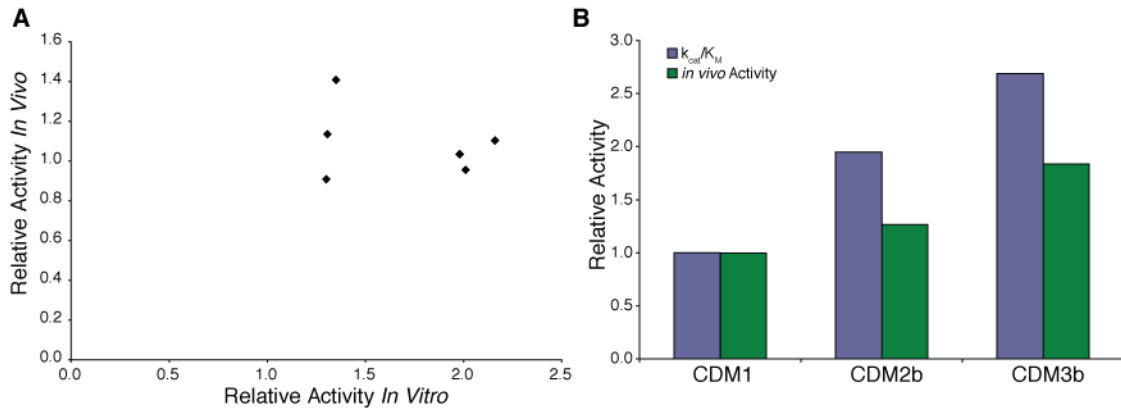 A
1.6
1.4
1.2
1.0
0.8
0.6
0.4
0.2
0.0
0.0 0.5 1.0 1.5 2.0 2.5
Relative Activity In Vivo
Relative Activity In Vitro
B
3.0
2.5
2.0
1.5
1.0
0.5
0.0
Relative Activity
kcat/KM
in vivo Activity
CDM1 CDM2b CDM3b